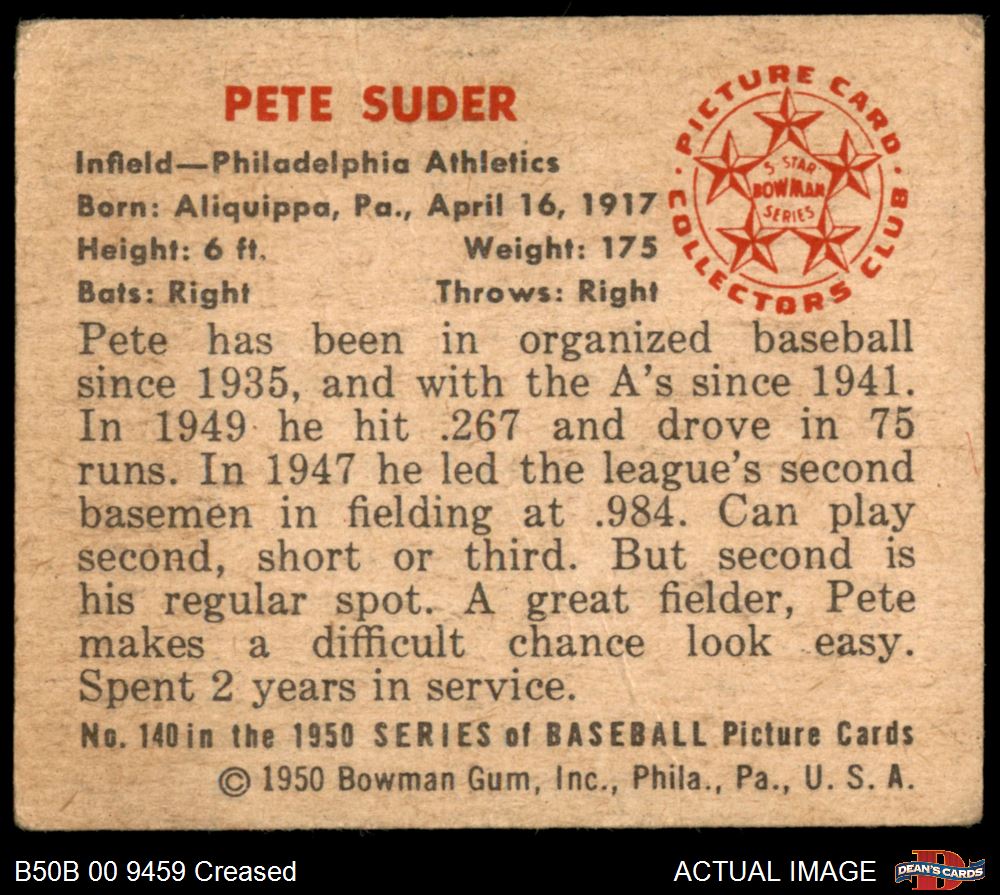 PETE SUDER
Infield—Philadelphia Athletics
Born: Aliquippa, Pa., April 16, 1917
Height: 6 ft. Weight: 175
Bats: Right Throws: Right
PICTURE CARD
COLLECTORS CLUB
5 STAR
BOWMAN
SERIES
Pete has been in organized baseball
since 1935, and with the A's since 1941.
In 1949 he hit .267 and drove in 75
runs. In 1947 he led the league's second
basemen in fielding at .984. Can play
second, short or third. But second is
his regular spot. A great fielder, Pete
makes a difficult chance look easy.
Spent 2 years in service.
No. 140 in the 1950 SERIES of BASEBALL Picture Cards
© 1950 Bowman Gum, Inc., Phila., Pa., U. S. A.
B50B 00 9459 Creased
ACTUAL IMAGE
D
DEAN'S CARDS